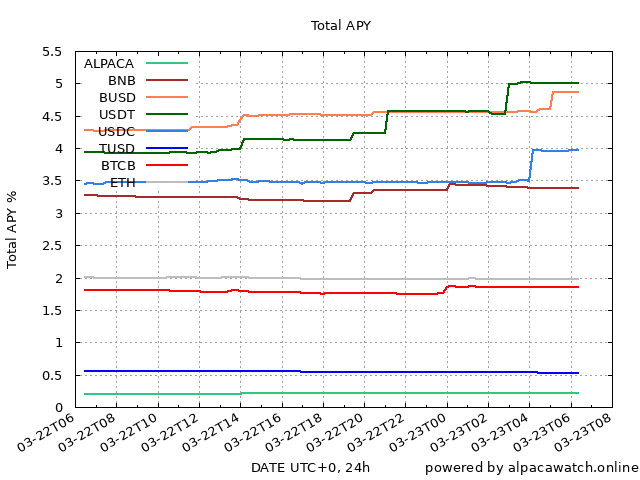 Total APY
5.5
5
4.5
4
3.5
3
2.5
2
1.5
1
0.5
0
Total APY %
ALPACA
BNB
BUSD
USDT
USDC
TUSD
BTCB
ETH
03-22T06
03-22T08
03-22T10
03-22T12
03-22T14
03-22T16
03-22T18
03-22T20
03-22T22
03-23T00
03-23T02
03-23T04
03-23T06
03-23T08
DATE UTC+0, 24h
powered by alpacawatch.online